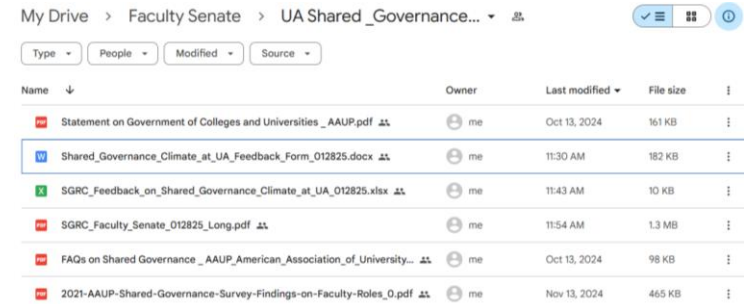 My Drive > Faculty Senate > UA Shared _Governance...
Type People Modified Source
Name Owner Last modified File size
PDF Statement on Government of Colleges and Universities _ AAUP.pdf me Oct 13, 2024 161 KB
W Shared_Governance_Climate_at_UA_Feedback_Form_012825.docx me 11:30 AM 182 KB
X SGRC_Feedback_on_Shared_Governance_Climate_at_UA_012825.xlsx me 11:43 AM 10 KB
PDF SGRC_Faculty_Senate_012825_Long.pdf me 11:54 AM 1.3 MB
PDF FAQs on Shared Governance _ AAUP_American_Association_of_University... me Oct 13, 2024 98 KB
PDF 2021-AAUP-Shared-Governance-Survey-Findings-on-Faculty-Roles_0.pdf me Nov 13, 2024 465 KB